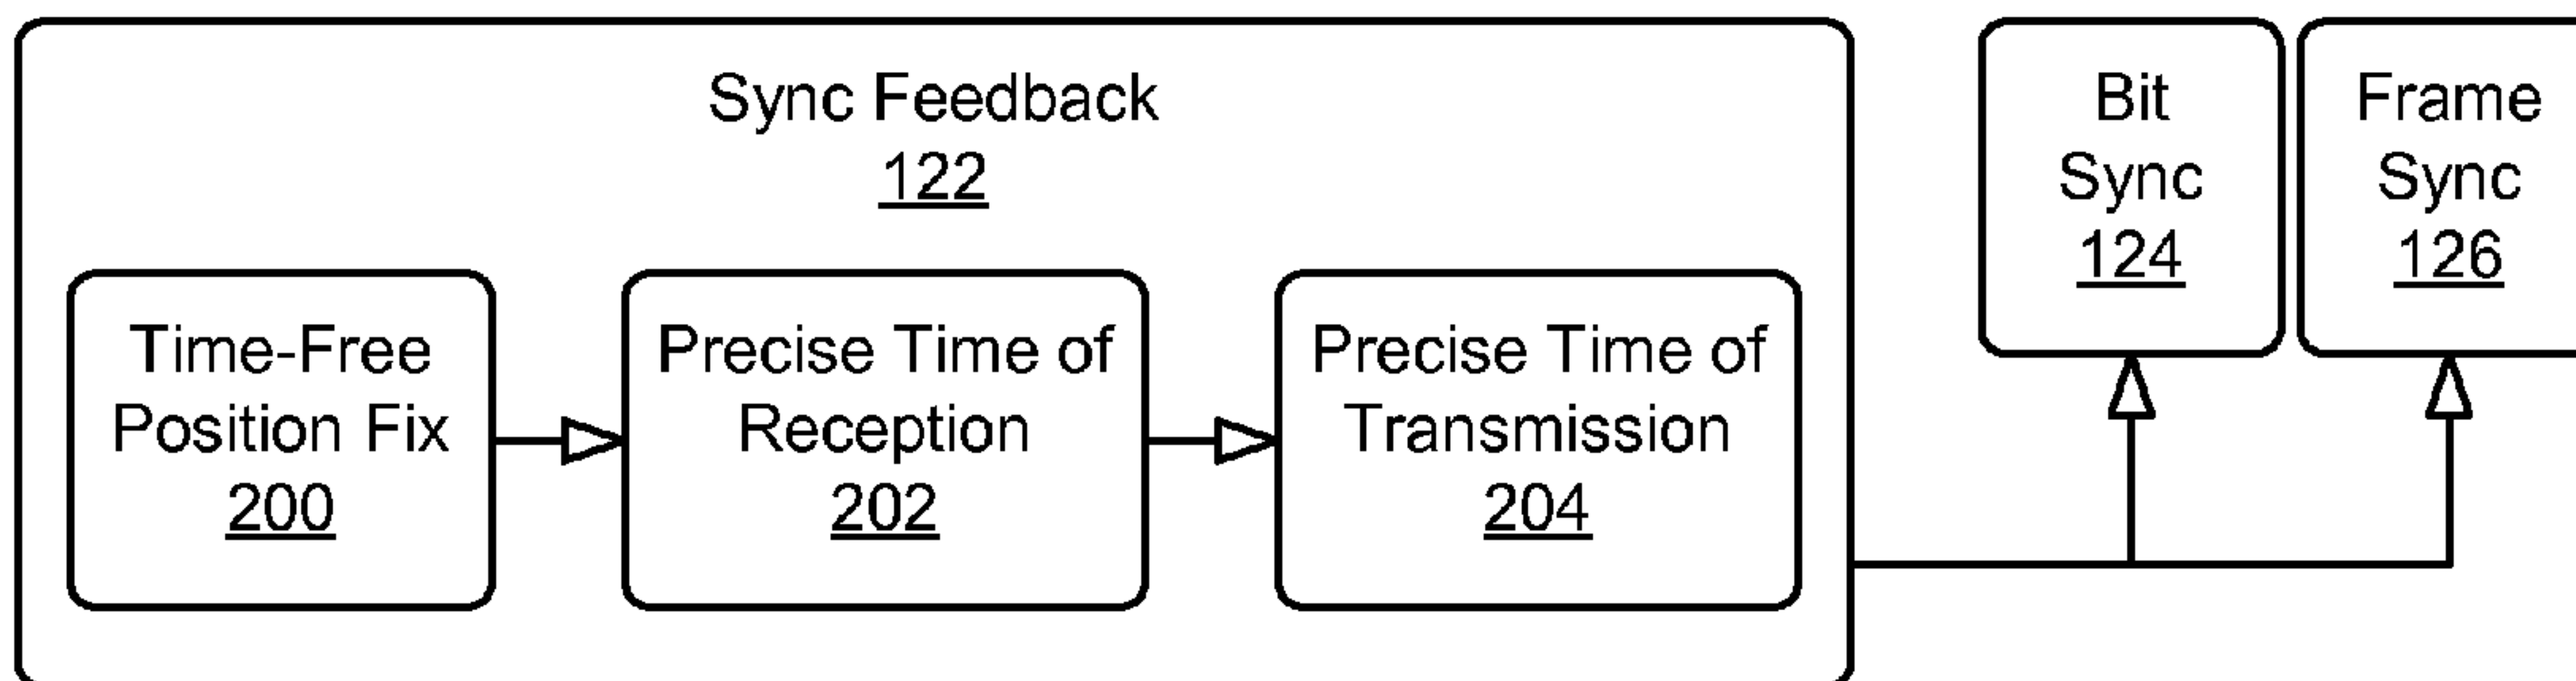 Sync Feedback
122
Time-Free
Position Fix
200
Precise Time of
Reception
202
Precise Time of
Transmission
204
Bit
Sync
124
Frame
Sync
126